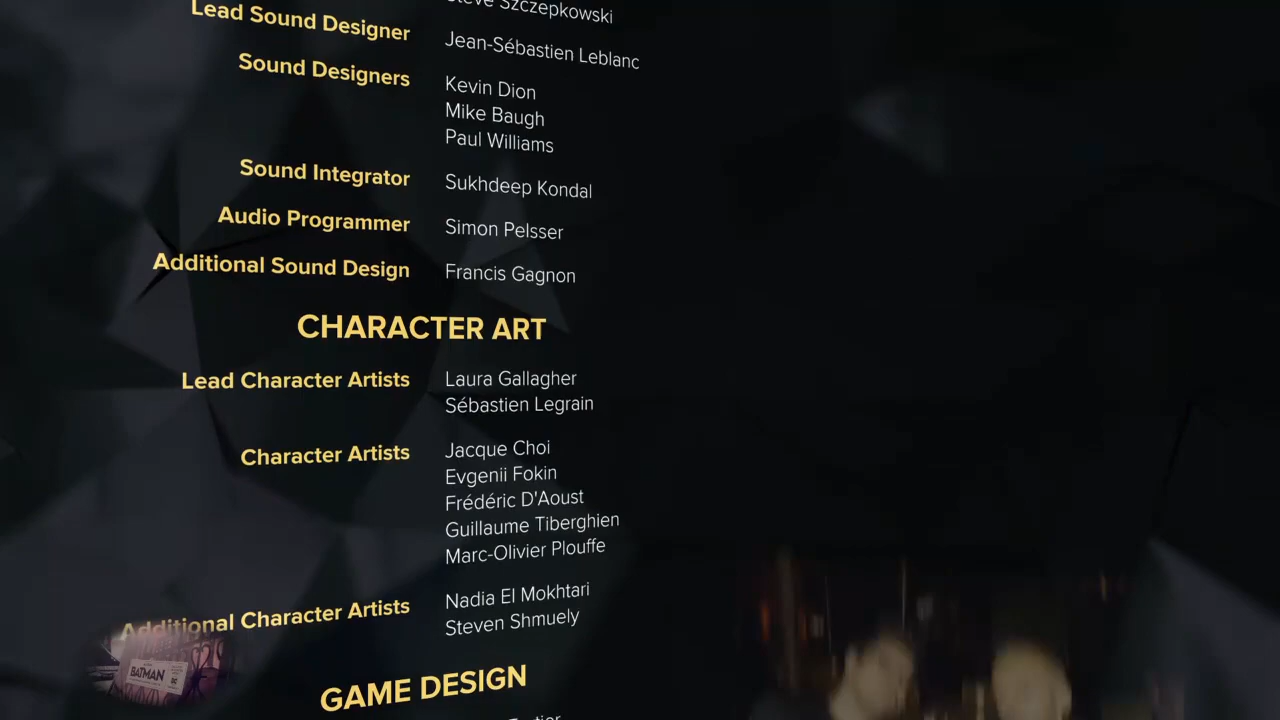 Szczepkowski
Lead Sound Designer Jean-Sébastien Leblanc
Sound Designers Kevin Dion
Mike Baugh
Paul Williams
Sound Integrator Sukhdeep Kondal
Audio Programmer Simon Pelsser
Additional Sound Design Francis Gagnon
CHARACTER ART
Lead Character Artists Laura Gallagher
Sébastien Legrain
Character Artists Jacque Choi
Evgenii Fokin
Frédéric D'Aoust
Guillaume Tiberghien
Marc-Olivier Plouffe
Additional Character Artists Nadia El Mokhtari
Steven Shmuely
BATMAN
GAME DESIGN